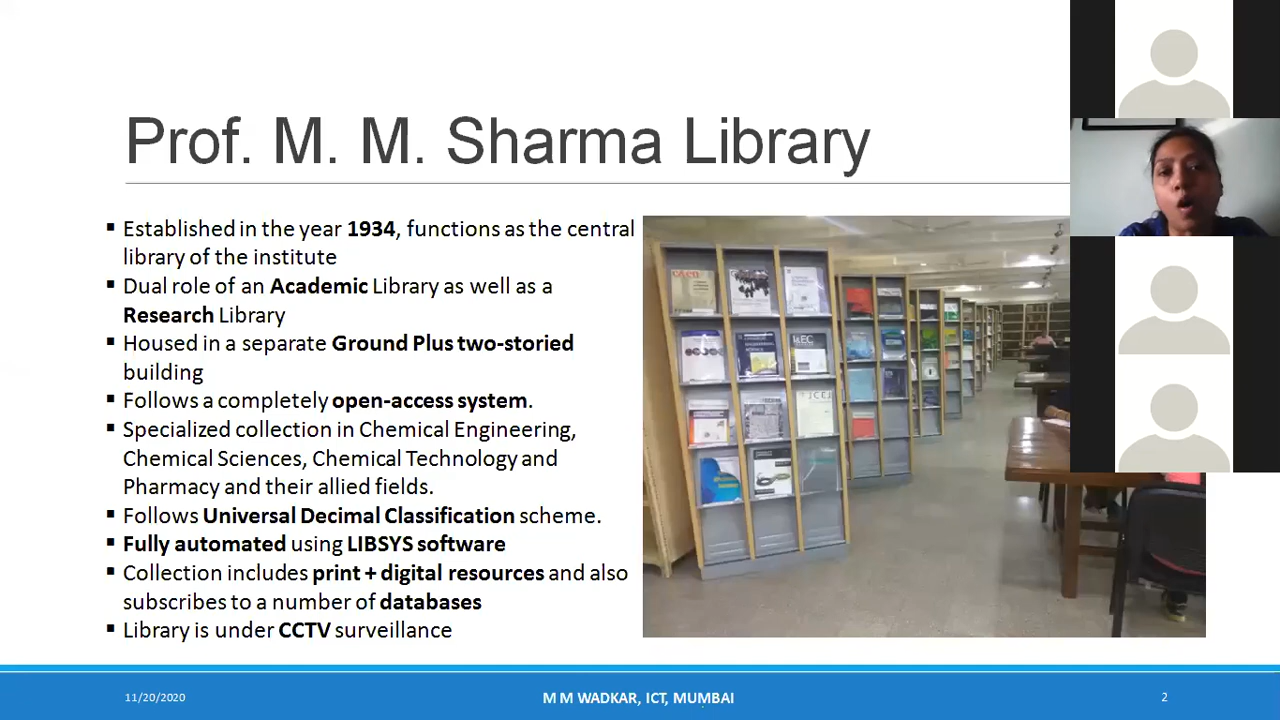 Prof. M. M. Sharma Library
▪ Established in the year 1934, functions as the central
library of the institute
▪ Dual role of an Academic Library as well as a
Research Library
▪ Housed in a separate Ground Plus two-storied
building
▪ Follows a completely open-access system.
▪ Specialized collection in Chemical Engineering,
Chemical Sciences, Chemical Technology and
Pharmacy and their allied fields.
▪ Follows Universal Decimal Classification scheme.
▪ Fully automated using LIBSYS software
▪ Collection includes print + digital resources and also
subscribes to a number of databases
▪ Library is under CCTV surveillance
11/20/2020
M M WADKAR, ICT, MUMBAI
2